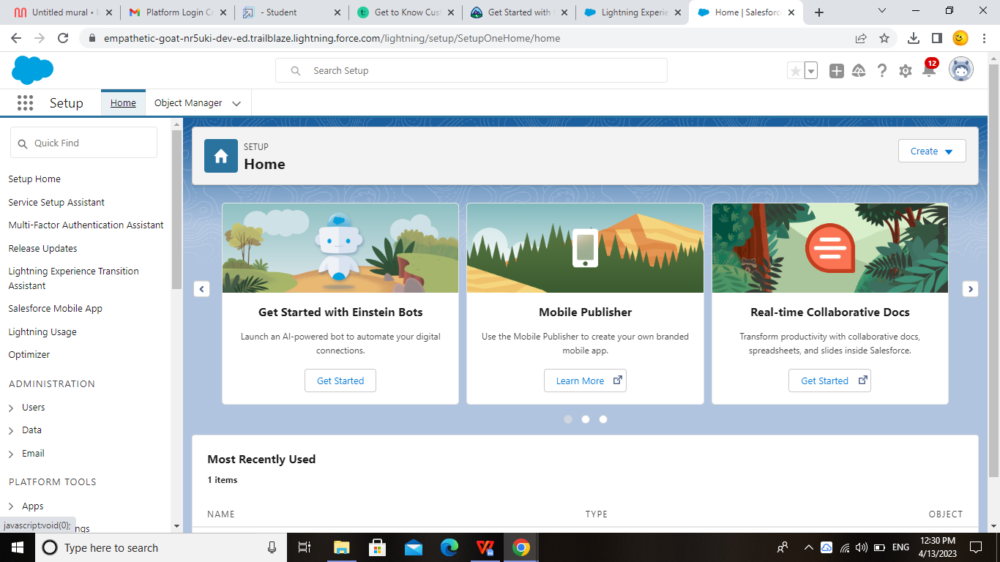 Untitled mural •
Platform Login Cr
- Student
Get to Know Cust
Get Started with t
Lightning Experie
Home | Salesforc
empathetic-goat-nr5uki-dev-ed.trailblaze.lightning.force.com/lightning/setup/SetupOneHome/home
Search Setup
12
Setup
Home
Object Manager
Quick Find
Setup Home
Service Setup Assistant
Multi-Factor Authentication Assistant
Release Updates
Lightning Experience Transition
Assistant
Salesforce Mobile App
Lightning Usage
Optimizer
ADMINISTRATION
Users
Data
Email
PLATFORM TOOLS
Apps
ngs
javascript:void(0);
SETUP
Home
Create
Get Started with Einstein Bots
Launch an AI-powered bot to automate your digital
connections.
Get Started
Mobile Publisher
Use the Mobile Publisher to create your own branded
mobile app.
Learn More
Real-time Collaborative Docs
Transform productivity with collaborative docs,
spreadsheets, and slides inside Salesforce.
Get Started
Most Recently Used
1 items
NAME TYPE OBJECT
Type here to search
ENG
12:30 PM
4/13/2023